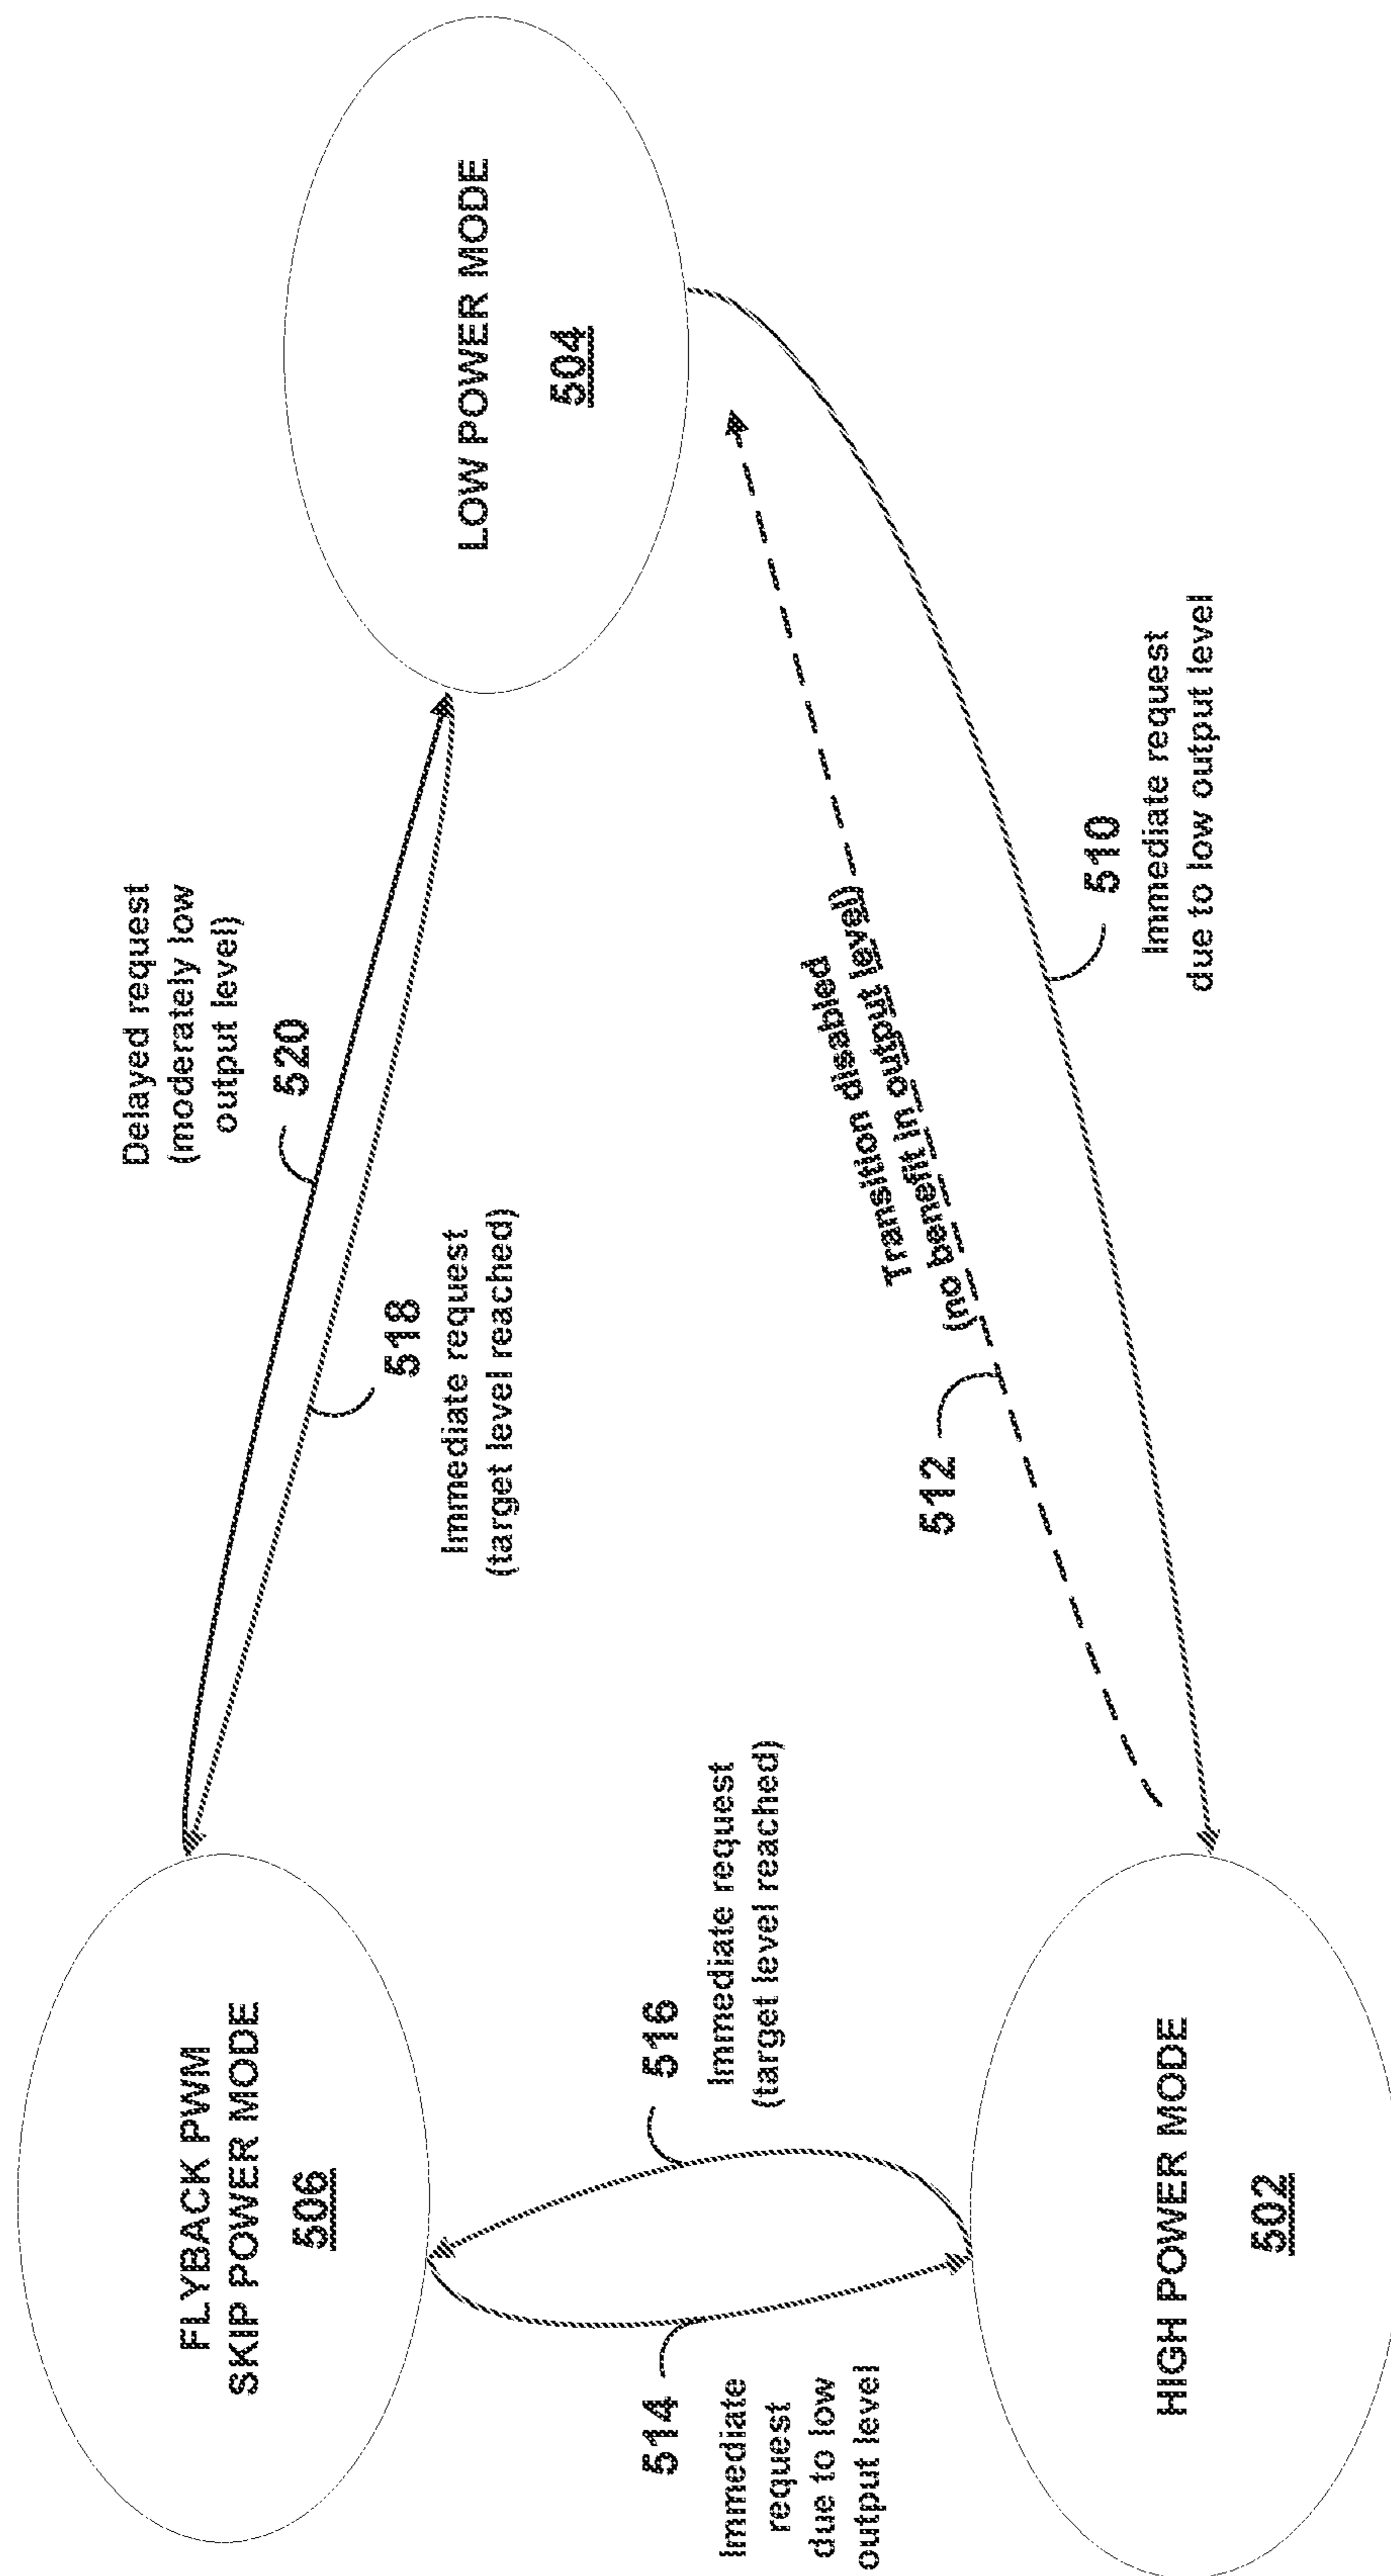 FLYBACK PWM
SKIP POWER MODE
506
Delayed request
(moderately low
output level)
520
518
Immediate request
(target level reached)
LOW POWER MODE
504
514
Immediate
request
due to low
output level
516
Immediate request
(target level reached)
512
Transition disabled
(no benefit in output level)
510
Immediate request
due to low output level
HIGH POWER MODE
502